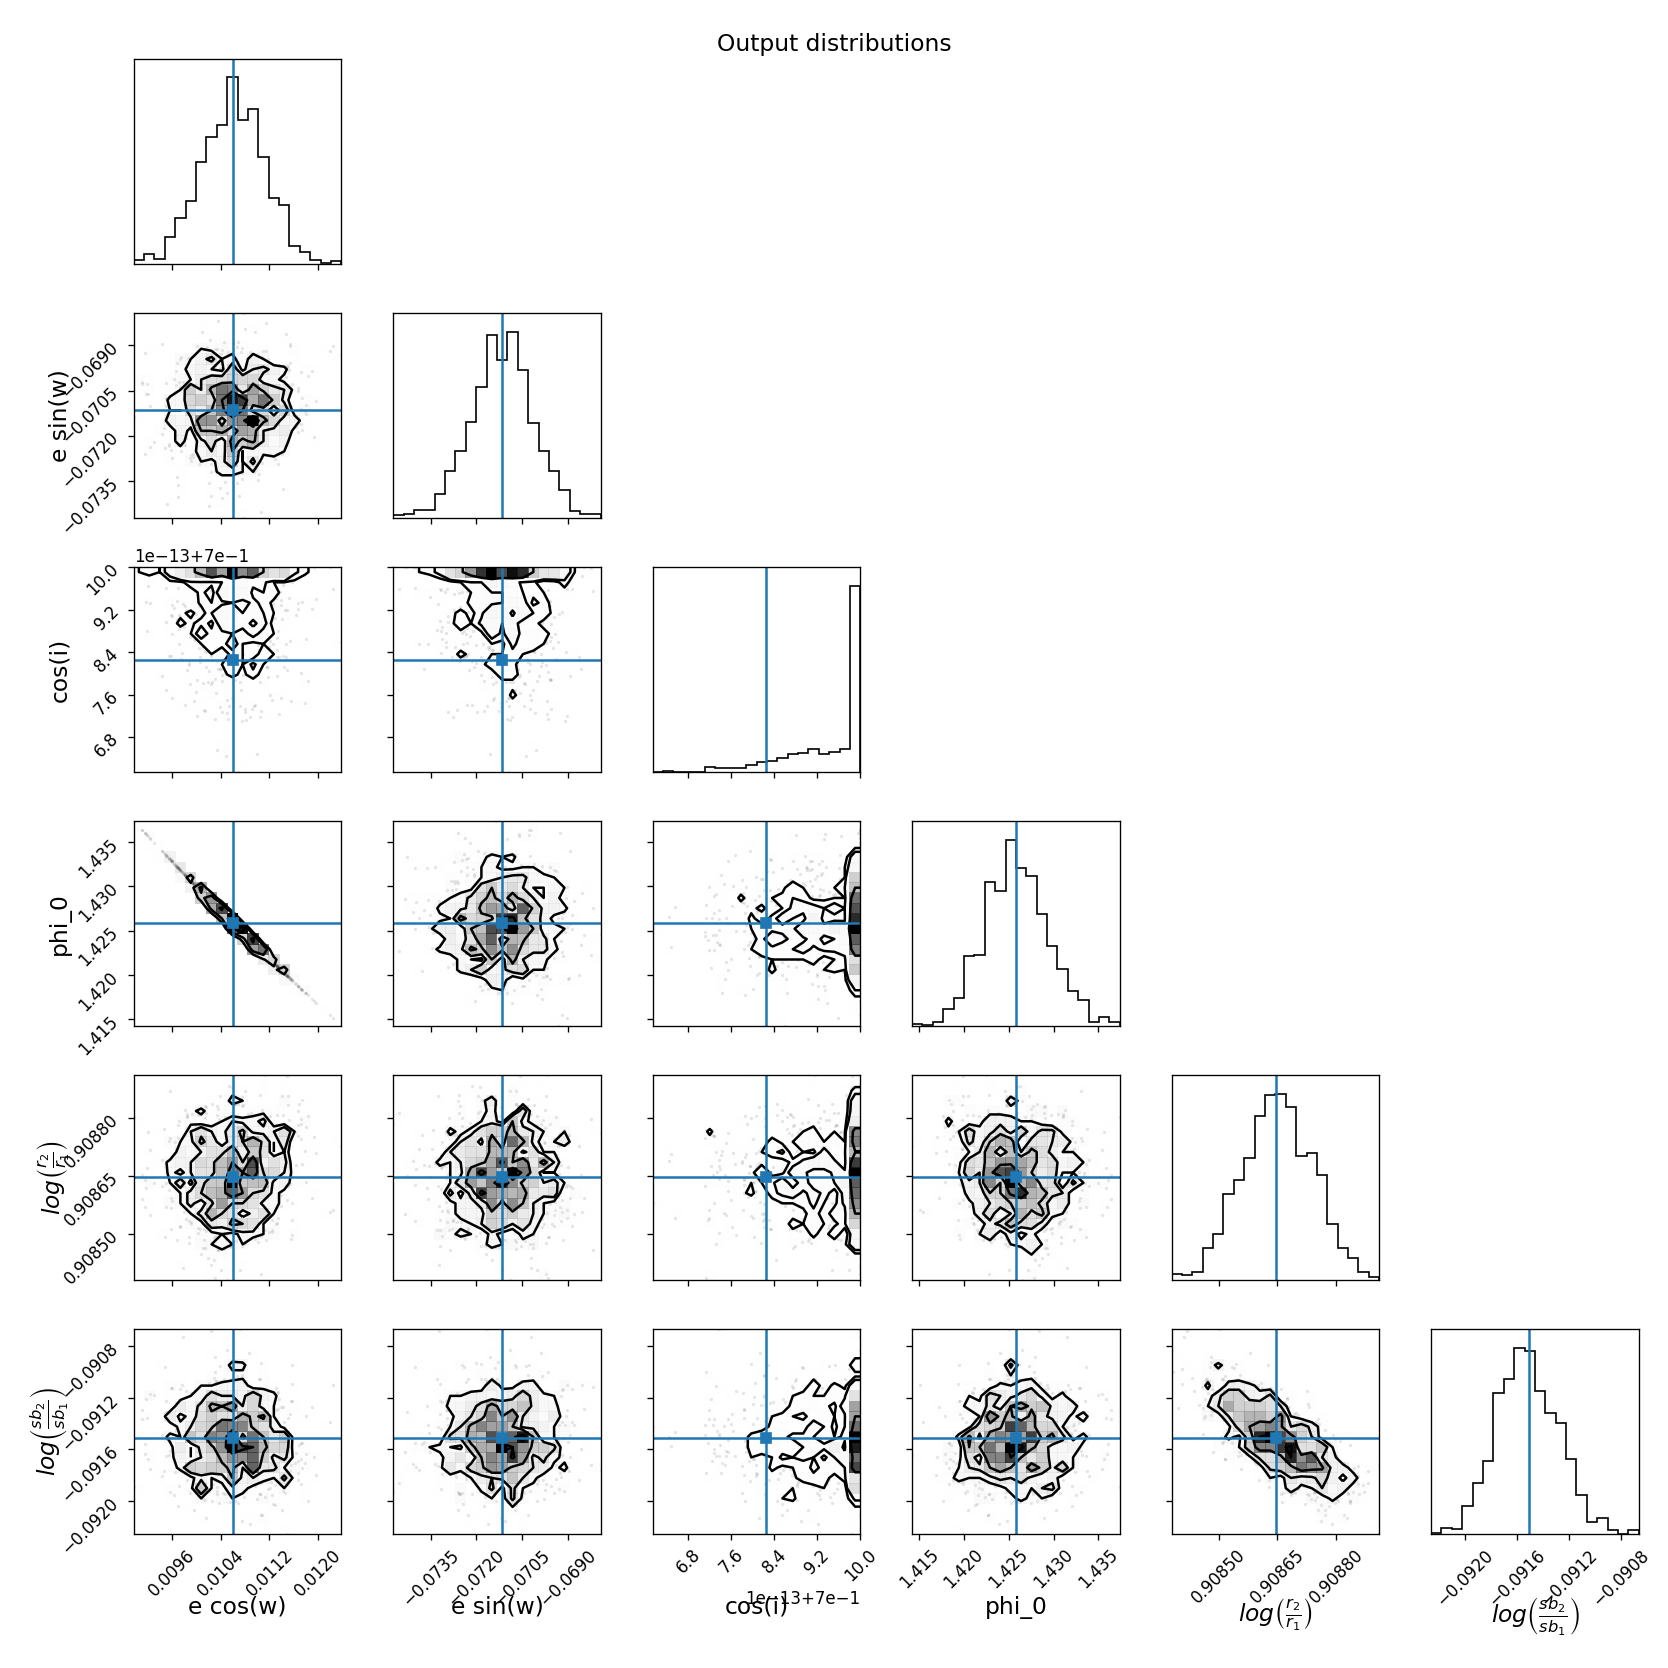 Output distributions
e sin(w)
−0.0690
−0.0705
−0.0720
−0.0735
1e−13+7e−1
cos(i)
10.0
9.2
8.4
7.6
6.8
phi_0
1.435
1.430
1.425
1.420
1.415
log(r₂/r₁)
0.90880
0.90865
0.90850
log(sb₂/sb₁)
−0.0908
−0.0912
−0.0916
−0.0920
0.0096 0.0104 0.0112 0.0120
e cos(w)
−0.0735 −0.0720 −0.0705 −0.0690
e sin(w)
6.8 7.6 8.4 9.2 10.0
1e−13+7e−1
cos(i)
1.415 1.420 1.425 1.430 1.435
phi_0
0.90850 0.90865 0.90880
log(r₂/r₁)
−0.0920 −0.0916 −0.0912 −0.0908
log(sb₂/sb₁)